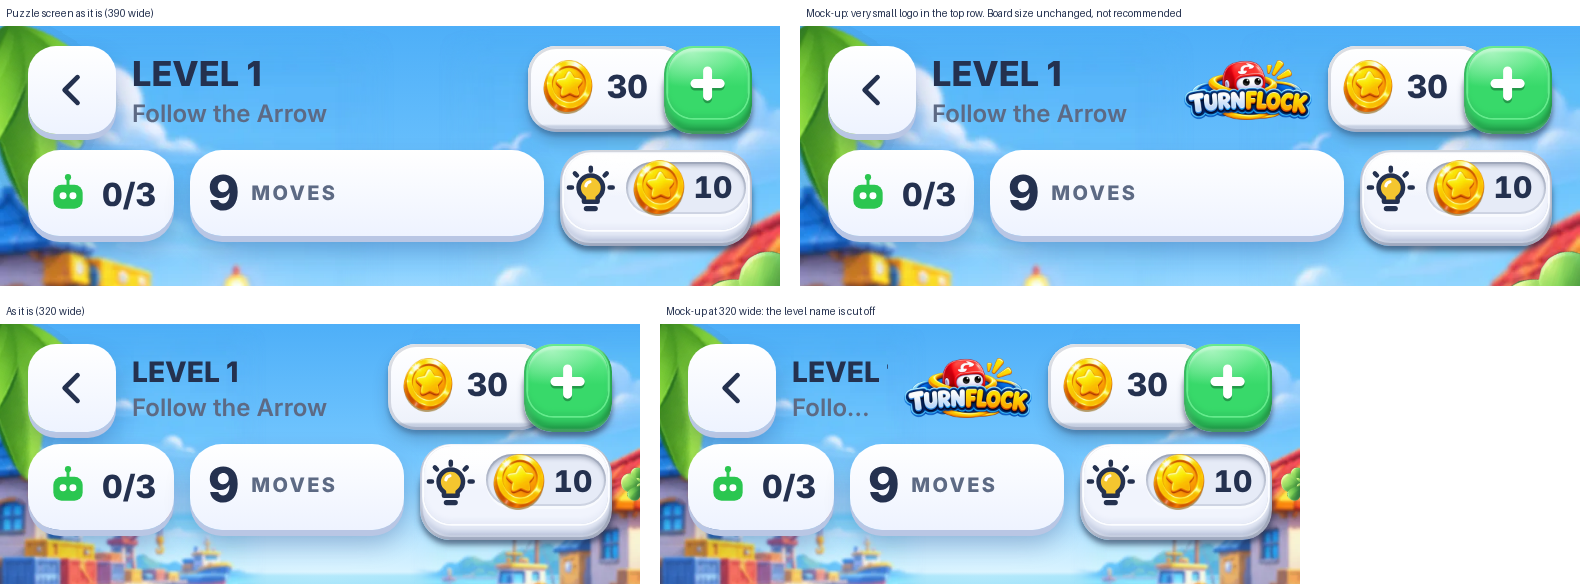 Puzzle screen as it is (390 wide)
LEVEL 1
Follow the Arrow
30
0/3
9 MOVES
10
Mock-up: very small logo in the top row. Board size unchanged, not recommended
LEVEL 1
Follow the Arrow
TURNFLOCK
30
0/3
9 MOVES
10
As it is (320 wide)
LEVEL 1
Follow the Arrow
30
0/3
9 MOVES
10
Mock-up at 320 wide: the level name is cut off
LEVEL
Follo...
TURNFLOCK
30
0/3
9 MOVES
10